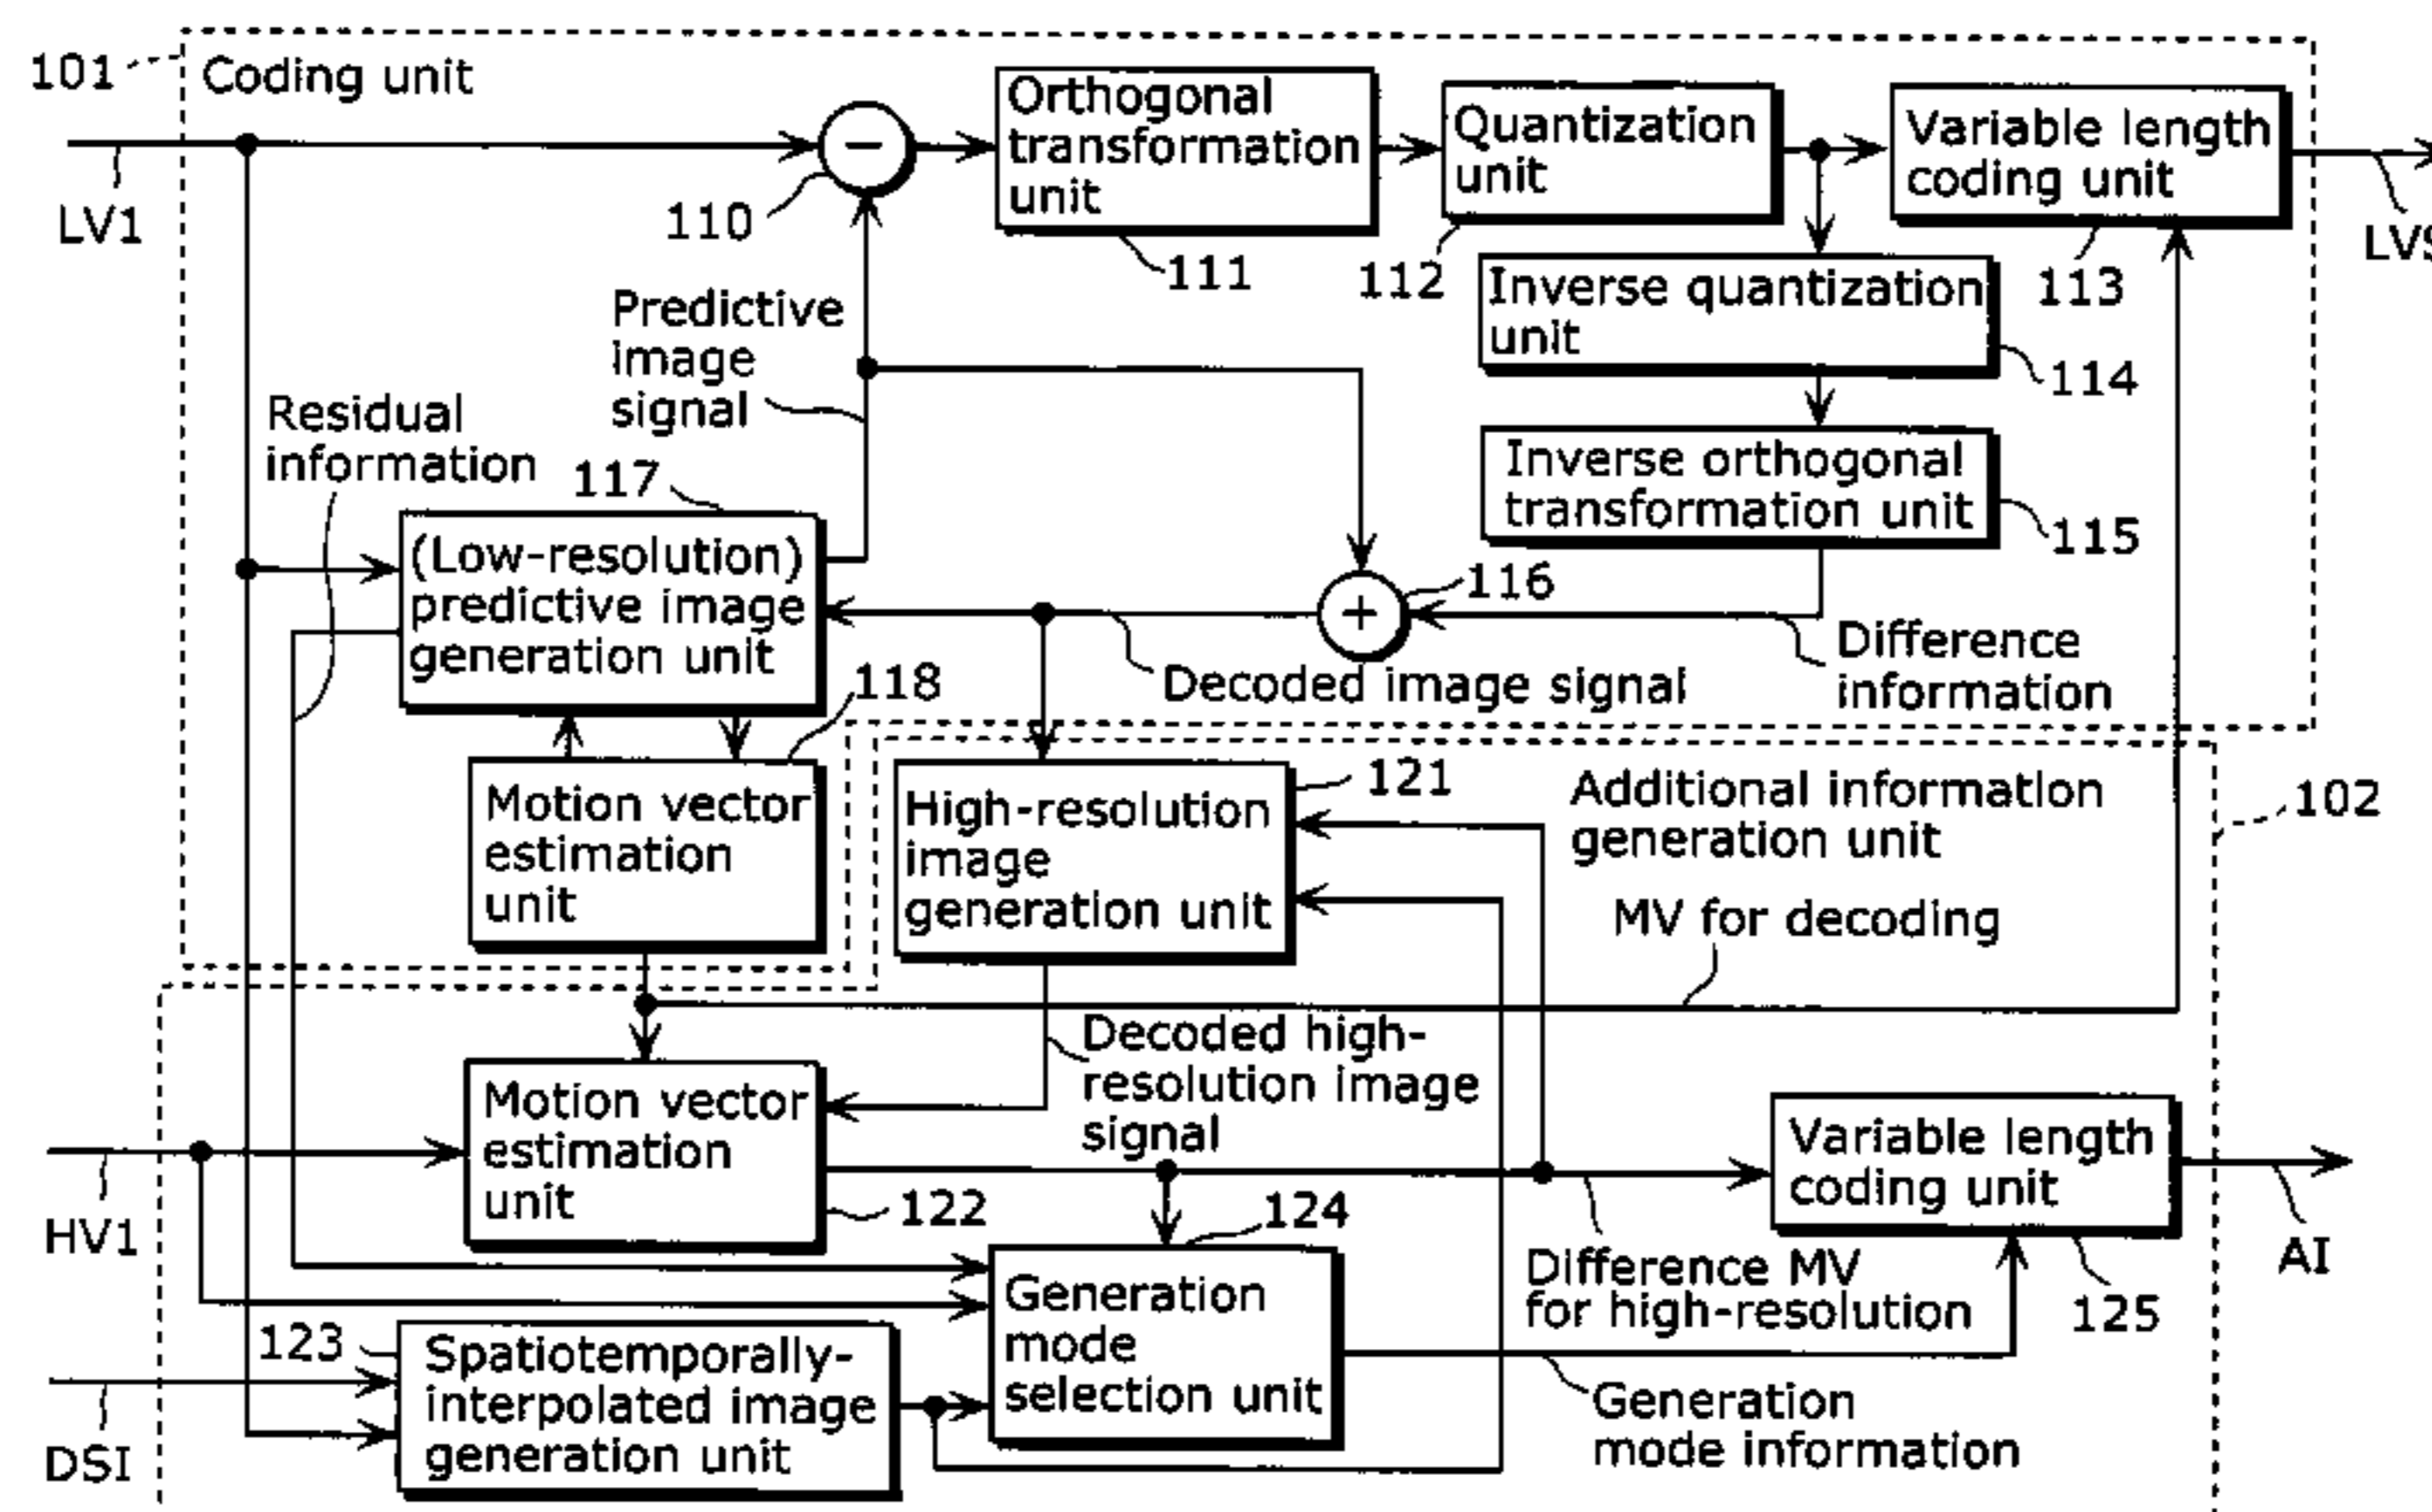 101
Coding unit
LV1
−
110
Orthogonal
transformation
unit
111
Quantization
unit
112
Variable length
coding unit
113
LVS
Inverse quantization
unit
114
Predictive
image
signal
Residual
information
117
Inverse orthogonal
transformation unit
115
(Low-resolution)
predictive image
generation unit
+
116
Difference
information
Decoded image signal
118
Motion vector
estimation
unit
High-resolution
image
generation unit
121
Additional information
generation unit
102
MV for decoding
Decoded high-
resolution image
signal
Motion vector
estimation
unit
122
HV1
Variable length
coding unit
125
AI
124
Difference MV
for high-resolution
Generation
mode
selection unit
123
Spatiotemporally-
interpolated image
generation unit
DSI
Generation
mode information